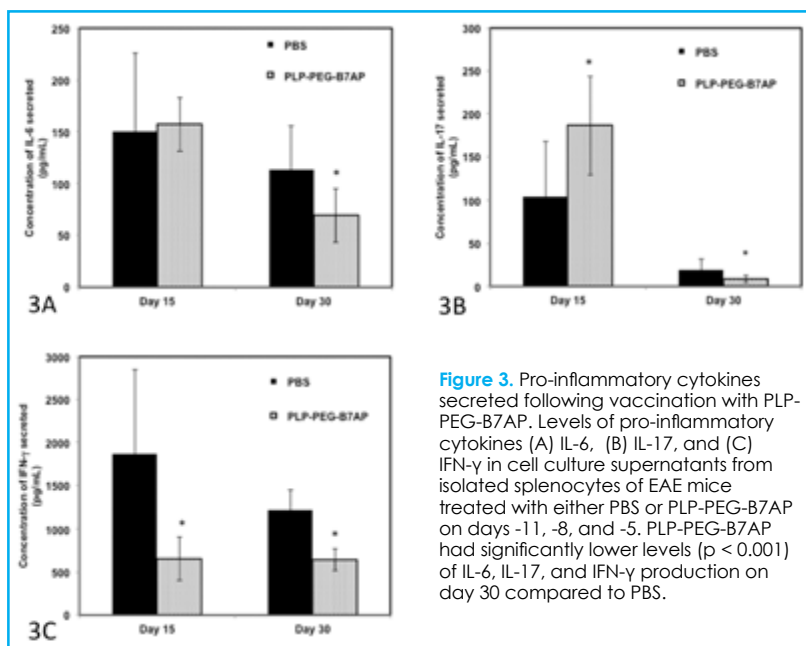 250
200
150
100
50
0
Concentration of IL-6 secreted
(pg/mL)
PBS
PLP-PEG-B7AP
*
Day 15
Day 30
3A
300
250
200
150
100
50
0
Concentration of IL-17 secreted
(pg/mL)
PBS
PLP-PEG-B7AP
*
*
Day 15
Day 30
3B
3000
2500
2000
1500
1000
500
0
Concentration of IFN-γ secreted
(pg/mL)
PBS
PLP-PEG-B7AP
*
*
Day 15
Day 30
3C
Figure 3. Pro-inflammatory cytokines
secreted following vaccination with PLP-
PEG-B7AP. Levels of pro-inflammatory
cytokines (A) IL-6, (B) IL-17, and (C)
IFN-γ in cell culture supernatants from
isolated splenocytes of EAE mice
treated with either PBS or PLP-PEG-B7AP
on days -11, -8, and -5. PLP-PEG-B7AP
had significantly lower levels (p < 0.001)
of IL-6, IL-17, and IFN-γ production on
day 30 compared to PBS.